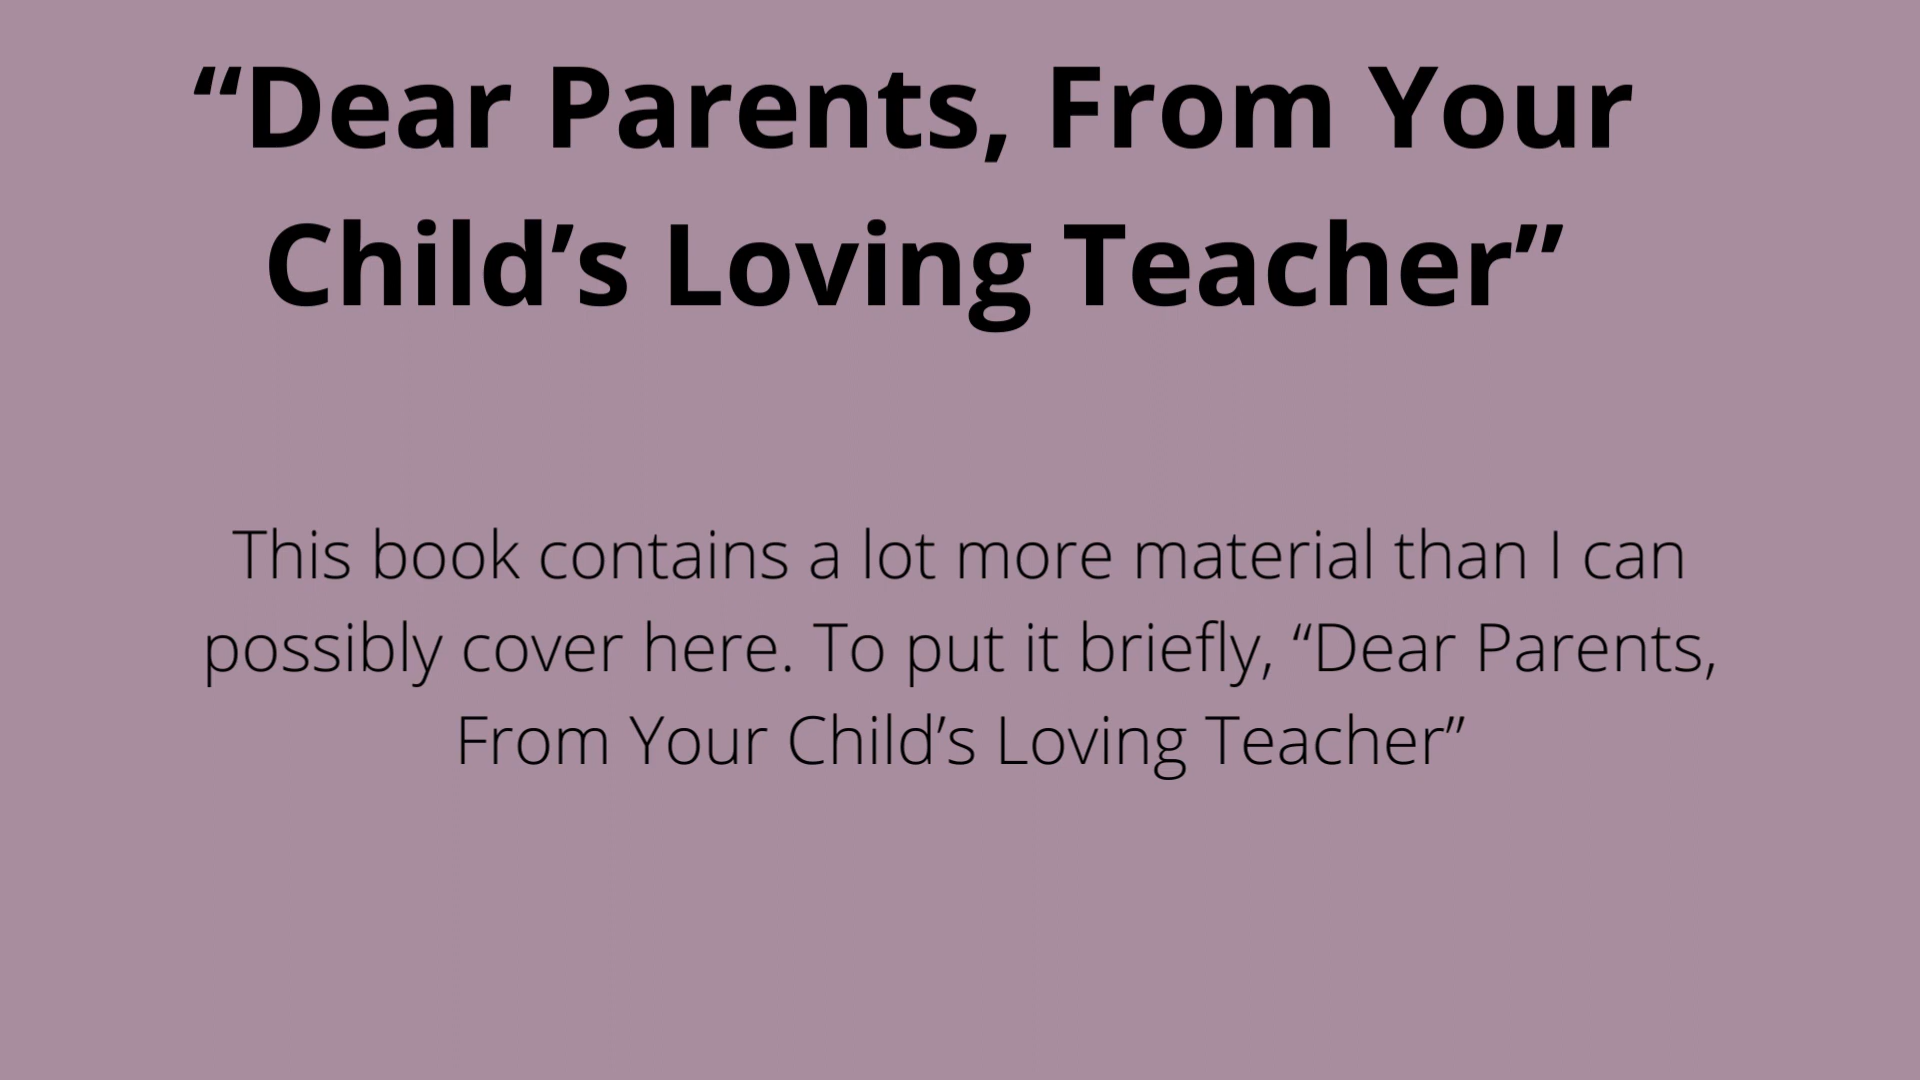 “Dear Parents, From Your
Child’s Loving Teacher”
This book contains a lot more material than I can
possibly cover here. To put it briefly, “Dear Parents,
From Your Child’s Loving Teacher”